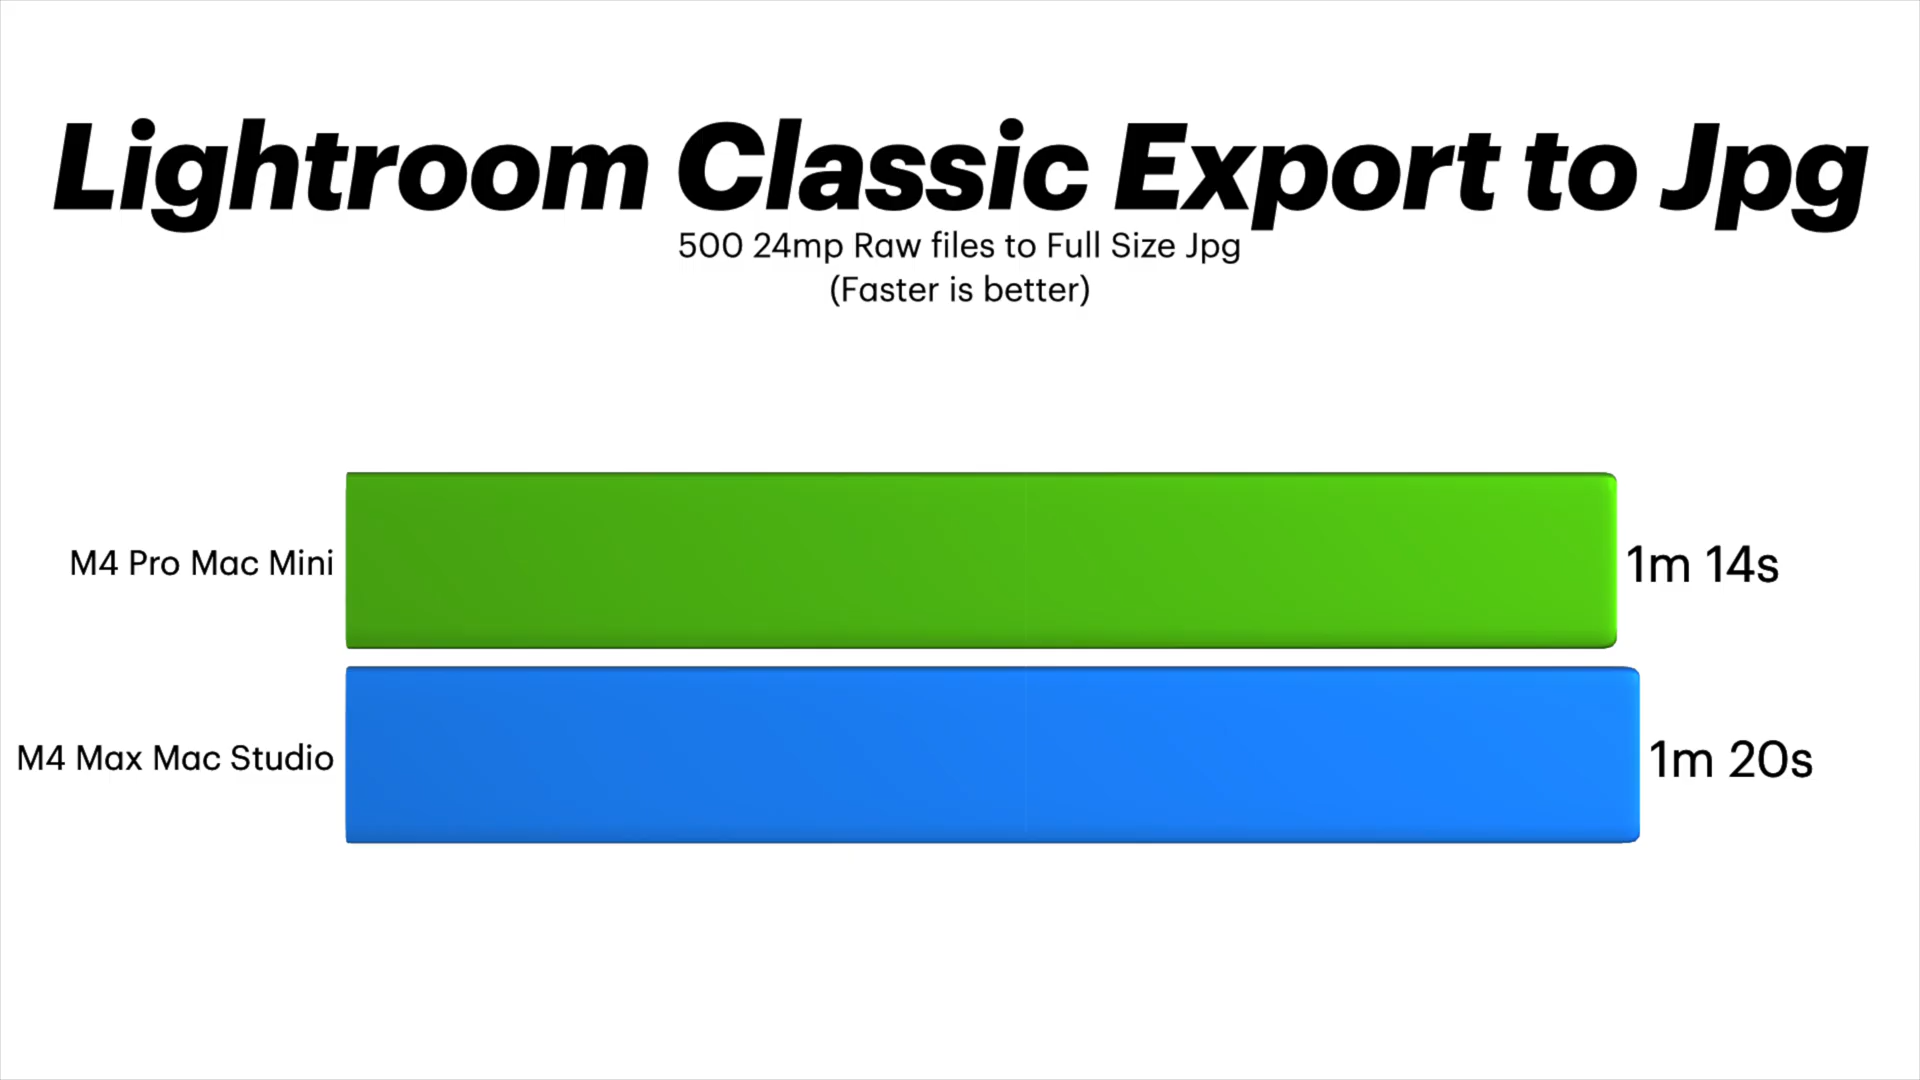 Lightroom Classic Export to Jpg
500 24mp Raw files to Full Size Jpg
(Faster is better)
M4 Pro Mac Mini
1m 14s
M4 Max Mac Studio
1m 20s